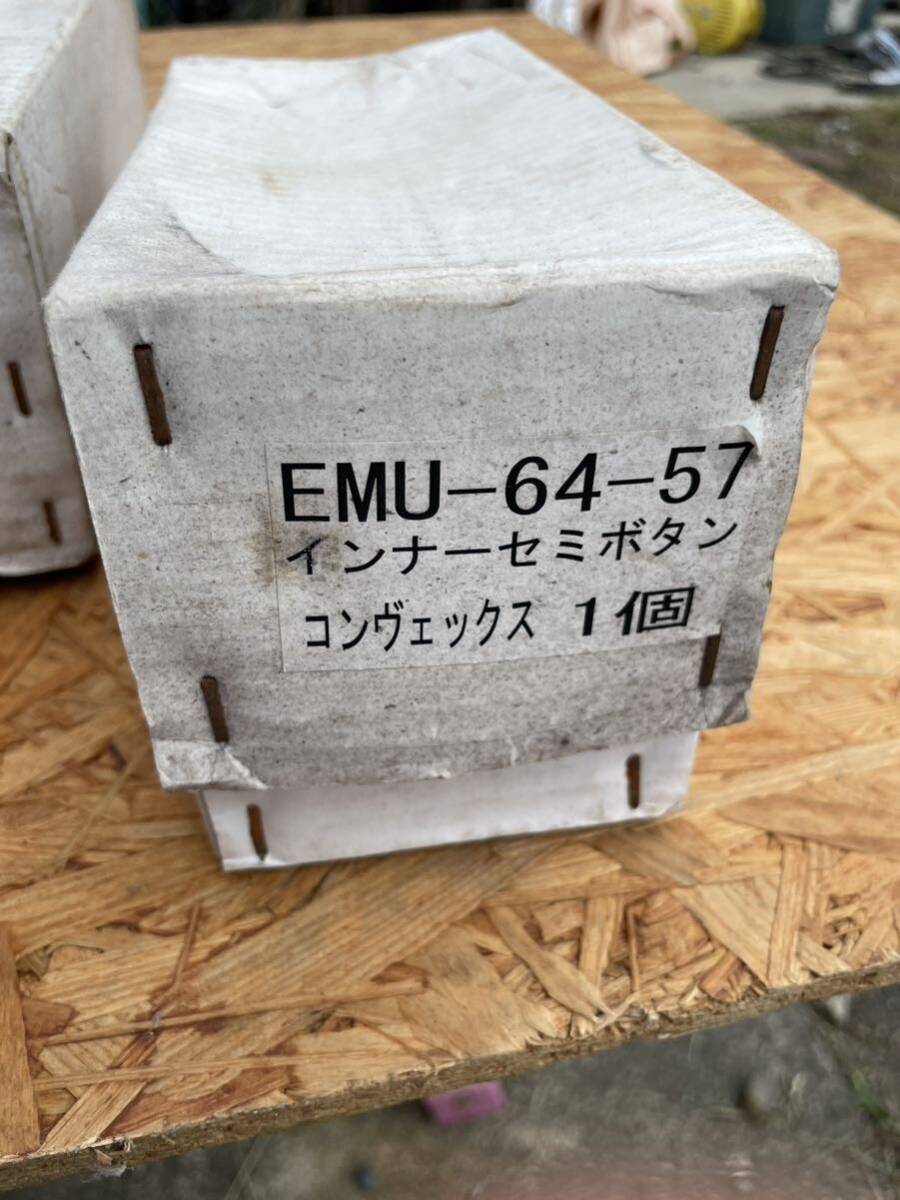 EMU-64-57
インナーセミボタン
コンヴェックス 1個